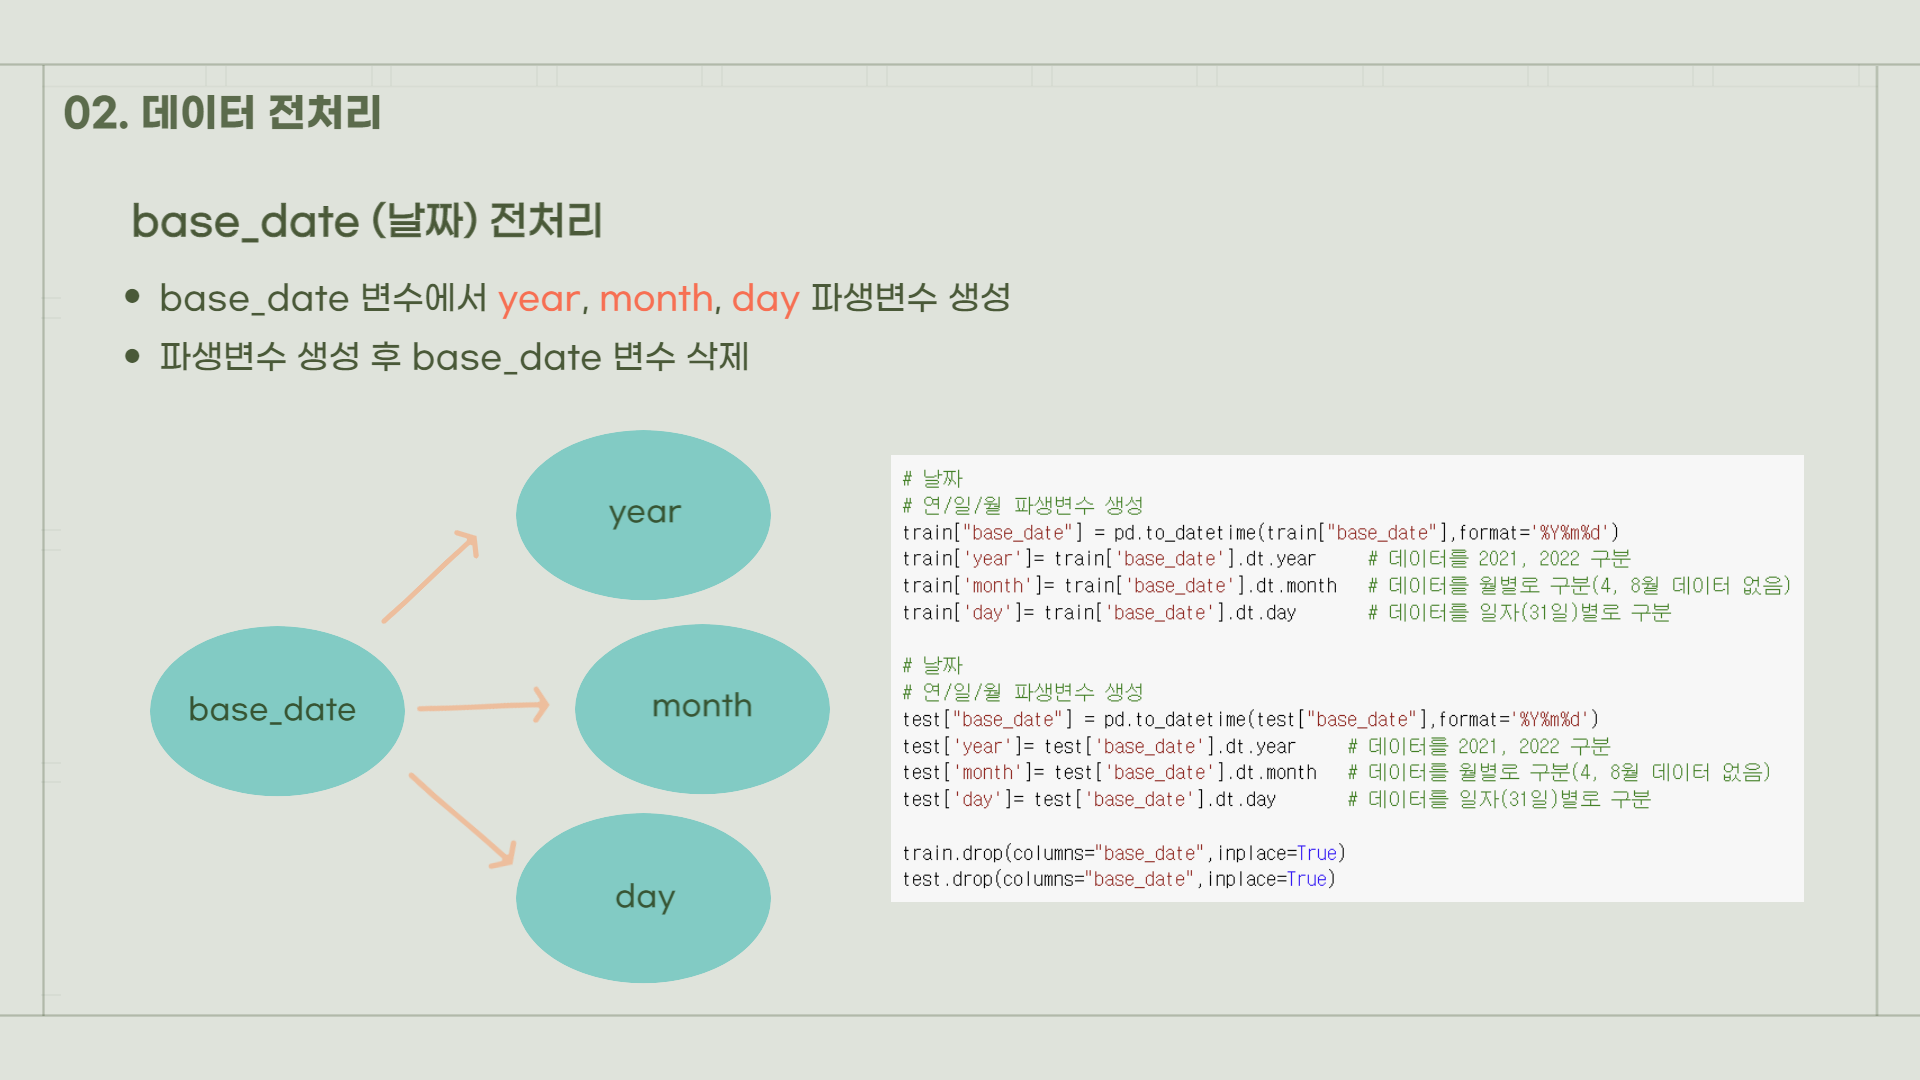 02. 데이터 전처리
base_date (날짜) 전처리
• base_date 변수에서 year, month, day 파생변수 생성
• 파생변수 생성 후 base_date 변수 삭제
year
base_date
month
day
# 날짜
# 연/일/월 파생변수 생성
train["base_date"] = pd.to_datetime(train["base_date"],format='%Y%m%d')
train['year']= train['base_date'].dt.year     # 데이터를 2021, 2022 구분
train['month']= train['base_date'].dt.month   # 데이터를 월별로 구분(4, 8월 데이터 없음)
train['day']= train['base_date'].dt.day       # 데이터를 일자(31일)별로 구분
# 날짜
# 연/일/월 파생변수 생성
test["base_date"] = pd.to_datetime(test["base_date"],format='%Y%m%d')
test['year']= test['base_date'].dt.year     # 데이터를 2021, 2022 구분
test['month']= test['base_date'].dt.month   # 데이터를 월별로 구분(4, 8월 데이터 없음)
test['day']= test['base_date'].dt.day       # 데이터를 일자(31일)별로 구분
train.drop(columns="base_date",inplace=True)
test.drop(columns="base_date",inplace=True)